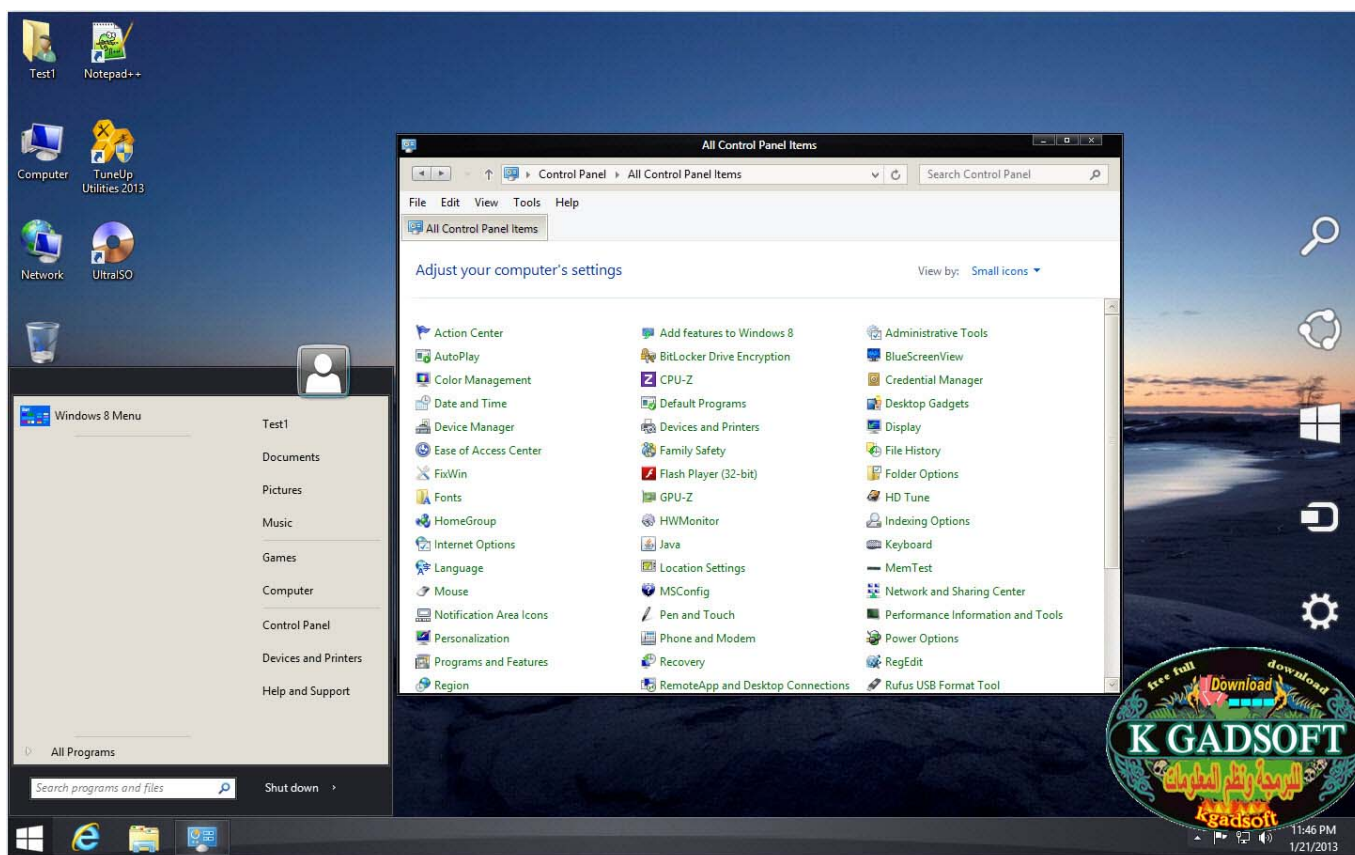 Test1
Notepad++
Computer
TuneUp
Utilities 2013
Network
UltraISO
All Control Panel Items
Control Panel
All Control Panel Items
Search Control Panel
File Edit View Tools Help
All Control Panel Items
Adjust your computer's settings
View by: Small icons
Action Center
Add features to Windows 8
Administrative Tools
AutoPlay
BitLocker Drive Encryption
BlueScreenView
Color Management
CPU-Z
Credential Manager
Date and Time
Default Programs
Desktop Gadgets
Device Manager
Devices and Printers
Display
Ease of Access Center
Family Safety
File History
FixWin
Flash Player (32-bit)
Folder Options
Fonts
GPU-Z
HD Tune
HomeGroup
HWMonitor
Indexing Options
Internet Options
Java
Keyboard
Language
Location Settings
MemTest
Mouse
MSConfig
Network and Sharing Center
Notification Area Icons
Pen and Touch
Performance Information and Tools
Personalization
Phone and Modem
Power Options
Programs and Features
Recovery
RegEdit
Region
RemoteApp and Desktop Connections
Rufus USB Format Tool
Windows 8 Menu
Test1
Documents
Pictures
Music
Games
Computer
Control Panel
Devices and Printers
Help and Support
All Programs
Search programs and files
Shut down
free full download
Download
K GADSOFT
للبرمجة ونظم المعلومات
kgadsoft
11:46 PM
1/21/2013